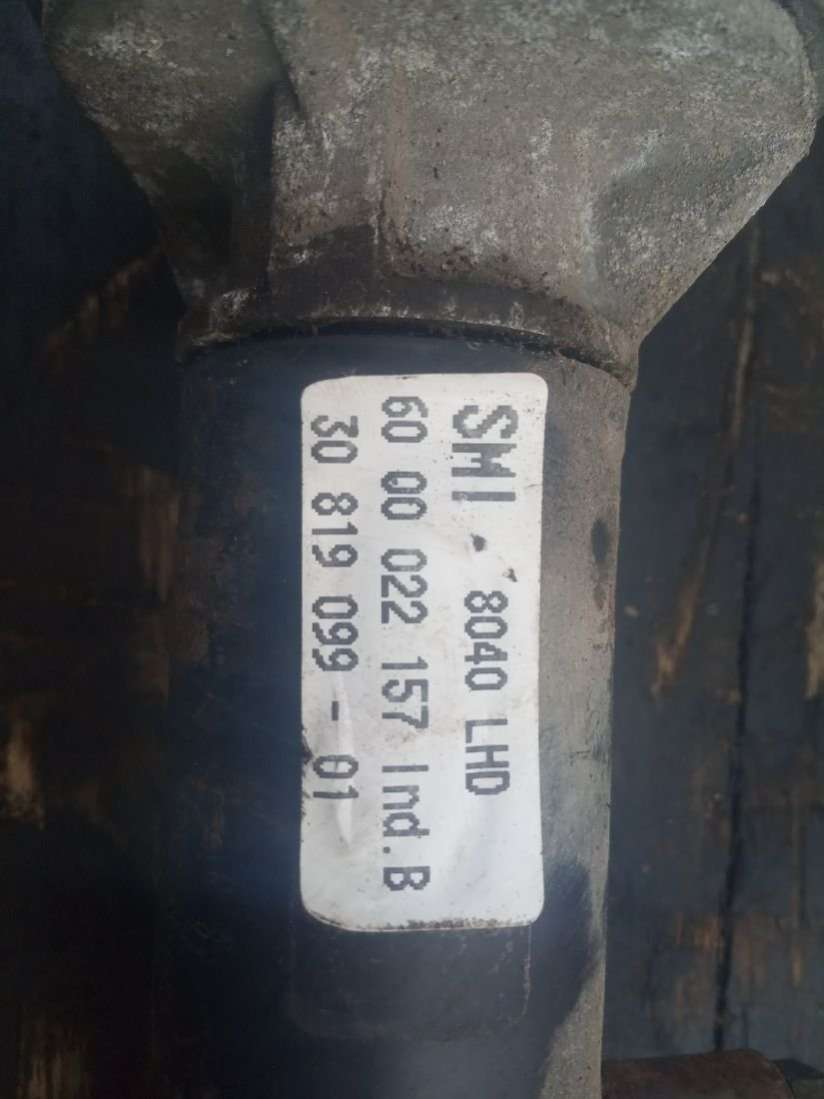 SMI · 8040 LHD
60 00 022 157 Ind.B
30 819 099 - 01